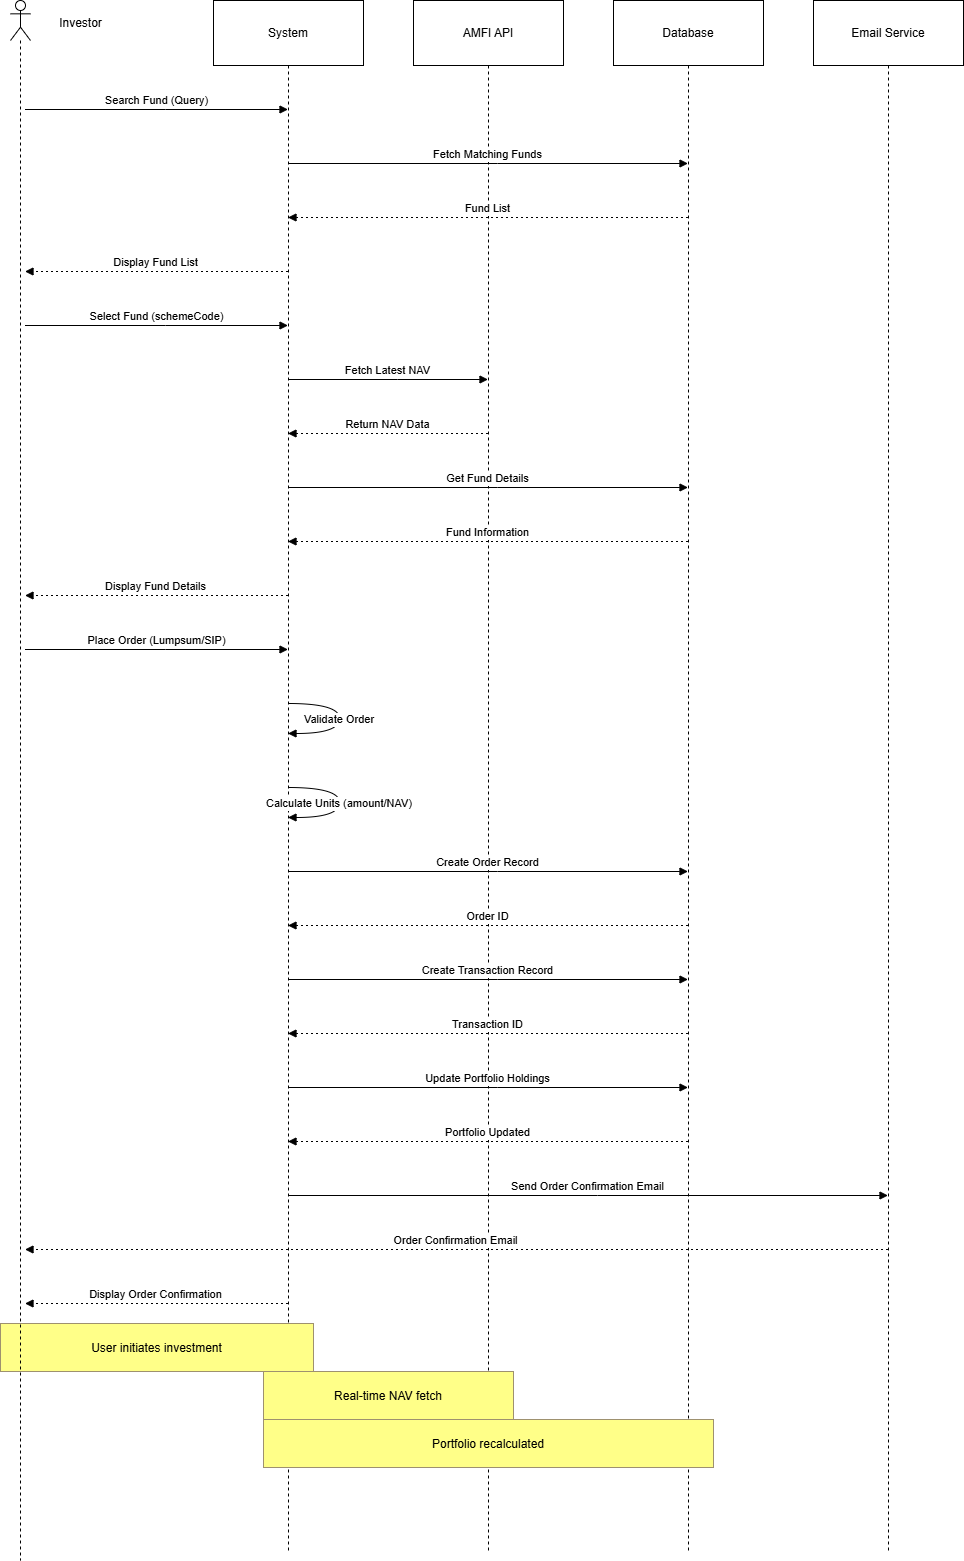 Investor
System
AMFI API
Database
Email Service
Search Fund (Query)
Fetch Matching Funds
Fund List
Display Fund List
Select Fund (schemeCode)
Fetch Latest NAV
Return NAV Data
Get Fund Details
Fund Information
Display Fund Details
Place Order (Lumpsum/SIP)
Validate Order
Calculate Units (amount/NAV)
Create Order Record
Order ID
Create Transaction Record
Transaction ID
Update Portfolio Holdings
Portfolio Updated
Send Order Confirmation Email
Order Confirmation Email
Display Order Confirmation
User initiates investment
Real-time NAV fetch
Portfolio recalculated